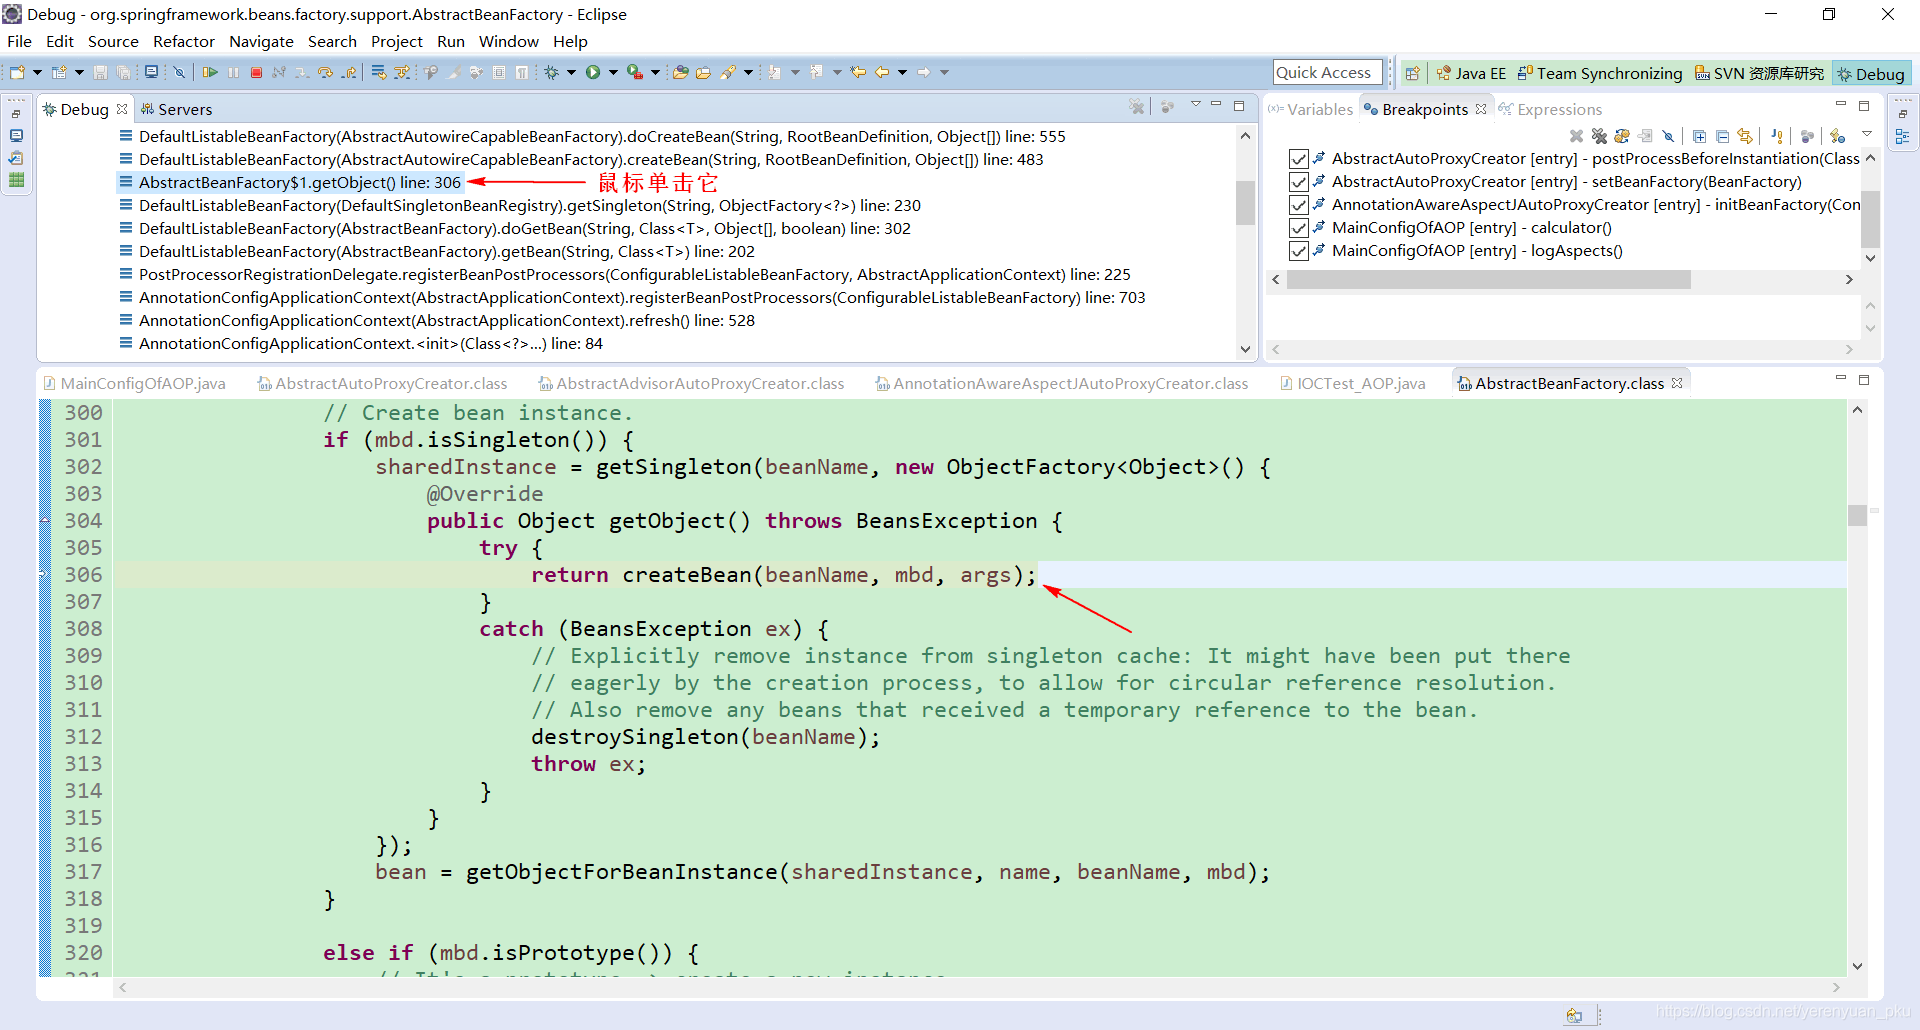 Debug - org.springframework.beans.factory.support.AbstractBeanFactory - Eclipse
File Edit Source Refactor Navigate Search Project Run Window Help
Quick Access Java EE Team Synchronizing SVN 资源库研究 Debug
Debug Servers
DefaultListableBeanFactory(AbstractAutowireCapableBeanFactory).doCreateBean(String, RootBeanDefinition, Object[]) line: 555
DefaultListableBeanFactory(AbstractAutowireCapableBeanFactory).createBean(String, RootBeanDefinition, Object[]) line: 483
AbstractBeanFactory$1.getObject() line: 306 鼠标单击它
DefaultListableBeanFactory(DefaultSingletonBeanRegistry).getSingleton(String, ObjectFactory<?>) line: 230
DefaultListableBeanFactory(AbstractBeanFactory).doGetBean(String, Class<T>, Object[], boolean) line: 302
DefaultListableBeanFactory(AbstractBeanFactory).getBean(String, Class<T>) line: 202
PostProcessorRegistrationDelegate.registerBeanPostProcessors(ConfigurableListableBeanFactory, AbstractApplicationContext) line: 225
AnnotationConfigApplicationContext(AbstractApplicationContext).registerBeanPostProcessors(ConfigurableListableBeanFactory) line: 703
AnnotationConfigApplicationContext(AbstractApplicationContext).refresh() line: 528
AnnotationConfigApplicationContext.<init>(Class<?>...) line: 84
(x)= Variables Breakpoints Expressions
AbstractAutoProxyCreator [entry] - postProcessBeforeInstantiation(Class
AbstractAutoProxyCreator [entry] - setBeanFactory(BeanFactory)
AnnotationAwareAspectJAutoProxyCreator [entry] - initBeanFactory(Con
MainConfigOfAOP [entry] - calculator()
MainConfigOfAOP [entry] - logAspects()
MainConfigOfAOP.java AbstractAutoProxyCreator.class AbstractAdvisorAutoProxyCreator.class AnnotationAwareAspectJAutoProxyCreator.class IOCTest_AOP.java AbstractBeanFactory.class
300 // Create bean instance.
301 if (mbd.isSingleton()) {
302 sharedInstance = getSingleton(beanName, new ObjectFactory<Object>() {
303 @Override
304 public Object getObject() throws BeansException {
305 try {
306 return createBean(beanName, mbd, args);
307 }
308 catch (BeansException ex) {
309 // Explicitly remove instance from singleton cache: It might have been put there
310 // eagerly by the creation process, to allow for circular reference resolution.
311 // Also remove any beans that received a temporary reference to the bean.
312 destroySingleton(beanName);
313 throw ex;
314 }
315 }
316 });
317 bean = getObjectForBeanInstance(sharedInstance, name, beanName, mbd);
318 }
319
320 else if (mbd.isPrototype()) {
321 // It's a prototype -> create a new instance.
https://blog.csdn.net/yerenyuan_pku